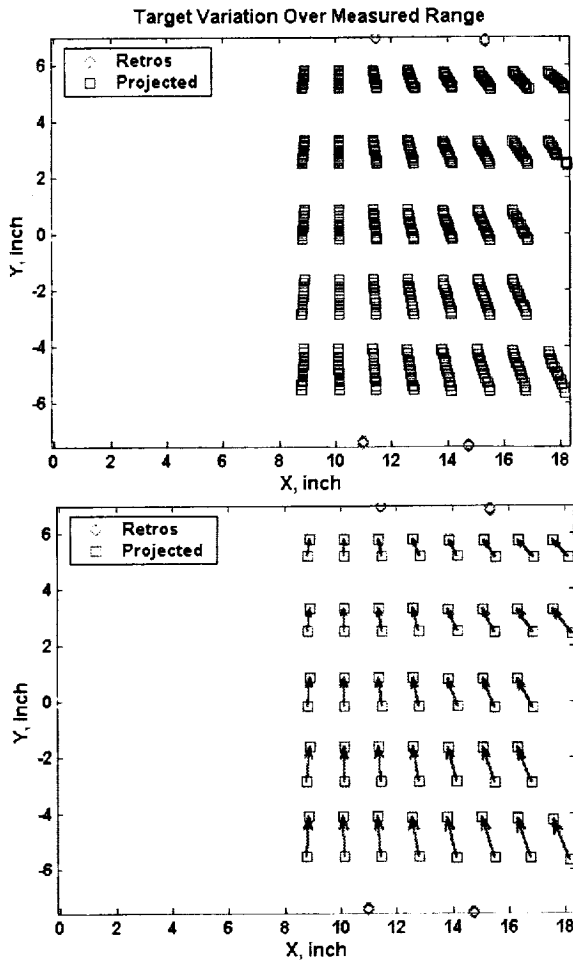 Target Variation Over Measured Range
Retros
Projected
6
4
2
0
-2
-4
-6
Y, inch
0 2 4 6 8 10 12 14 16 18
X, inch
Retros
Projected
6
4
2
0
-2
-4
-6
Y, inch
0 2 4 6 8 10 12 14 16 18
X, inch